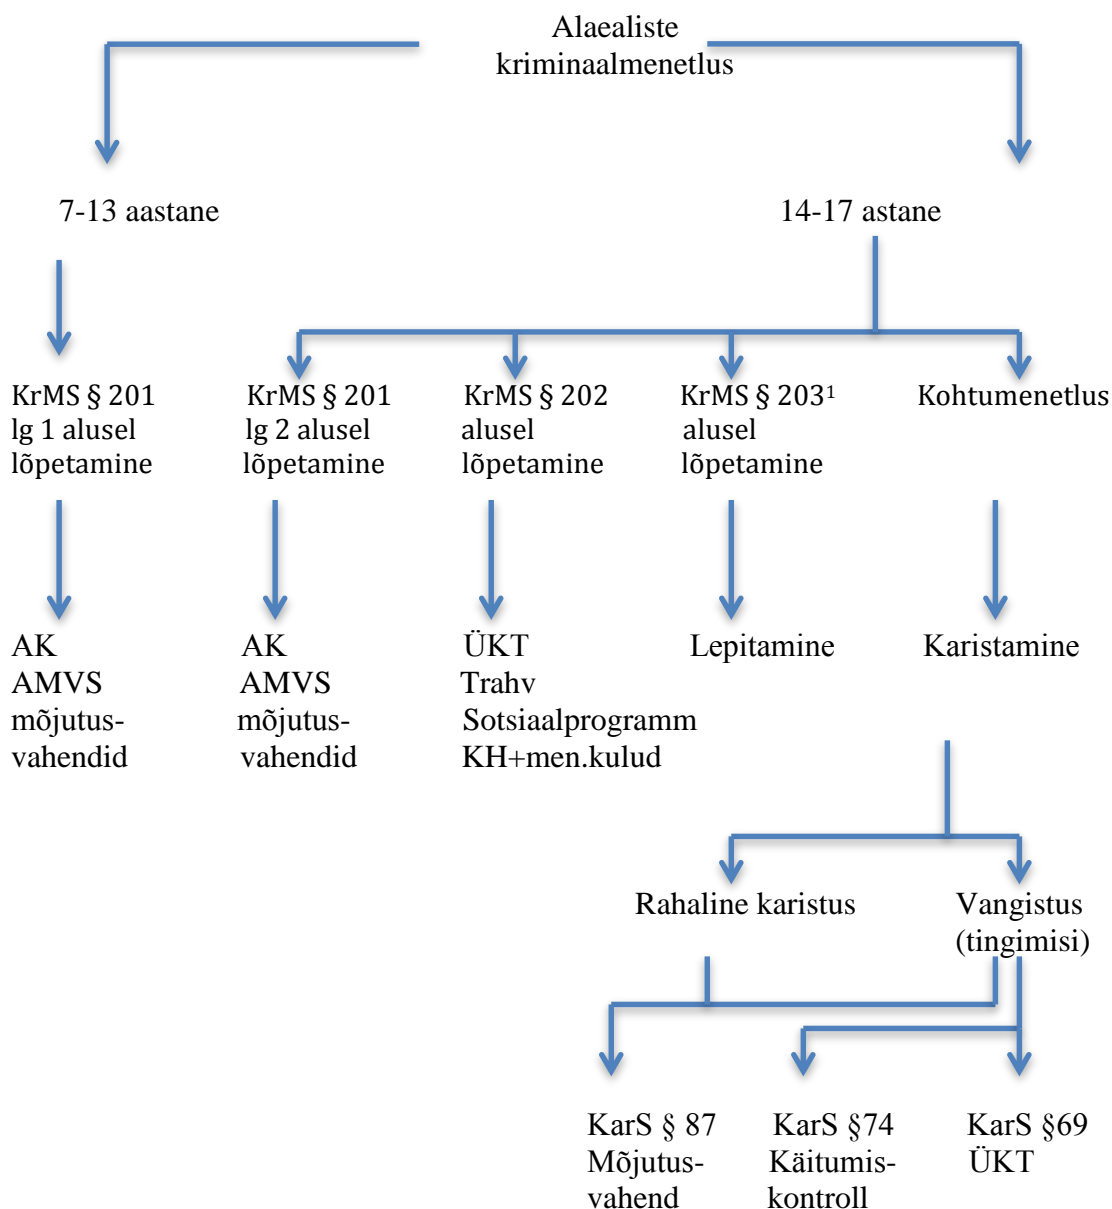 Alaealiste
kriminaalmenetlus
7-13 aastane
14-17 astane
KrMS § 201
lg 1 alusel
lõpetamine
KrMS § 201
lg 2 alusel
lõpetamine
KrMS § 202
alusel
lõpetamine
KrMS § 203¹
alusel
lõpetamine
Kohtumenetlus
AK
AMVS
mõjutus-
vahendid
AK
AMVS
mõjutus-
vahendid
ÜKT
Trahv
Sotsiaalprogramm
KH+men.kulud
Lepitamine
Karistamine
Rahaline karistus
Vangistus
(tingimisi)
KarS § 87
Mõjutus-
vahend
KarS §74
Käitumis-
kontroll
KarS §69
ÜKT